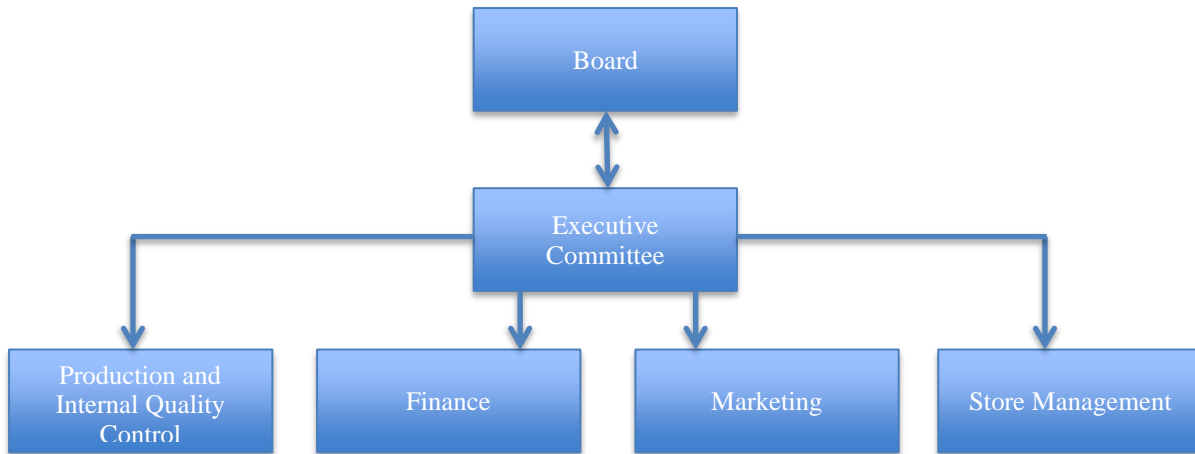 Board
Executive
Committee
Production and
Internal Quality
Control
Finance
Marketing
Store Management